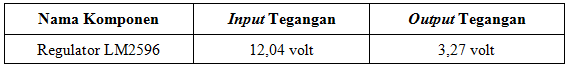 Nama Komponen Input Tegangan Output Tegangan
Regulator LM2596 12,04 volt 3,27 volt